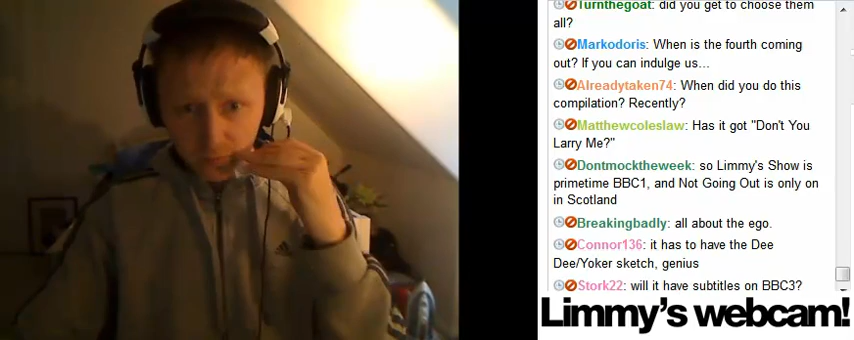 Turnthegoat: did you get to choose them
all?
Markodoris: When is the fourth coming
out? If you can indulge us...
Alreadytaken74: When did you do this
compilation? Recently?
Matthewcoleslaw: Has it got "Don't You
Larry Me?"
Dontmocktheweek: so Limmy's Show is
primetime BBC1, and Not Going Out is only on
in Scotland
Breakingbadly: all about the ego.
Connor136: it has to have the Dee
Dee/Yoker sketch, genius
Stork22: will it have subtitles on BBC3?
Limmy's webcam!